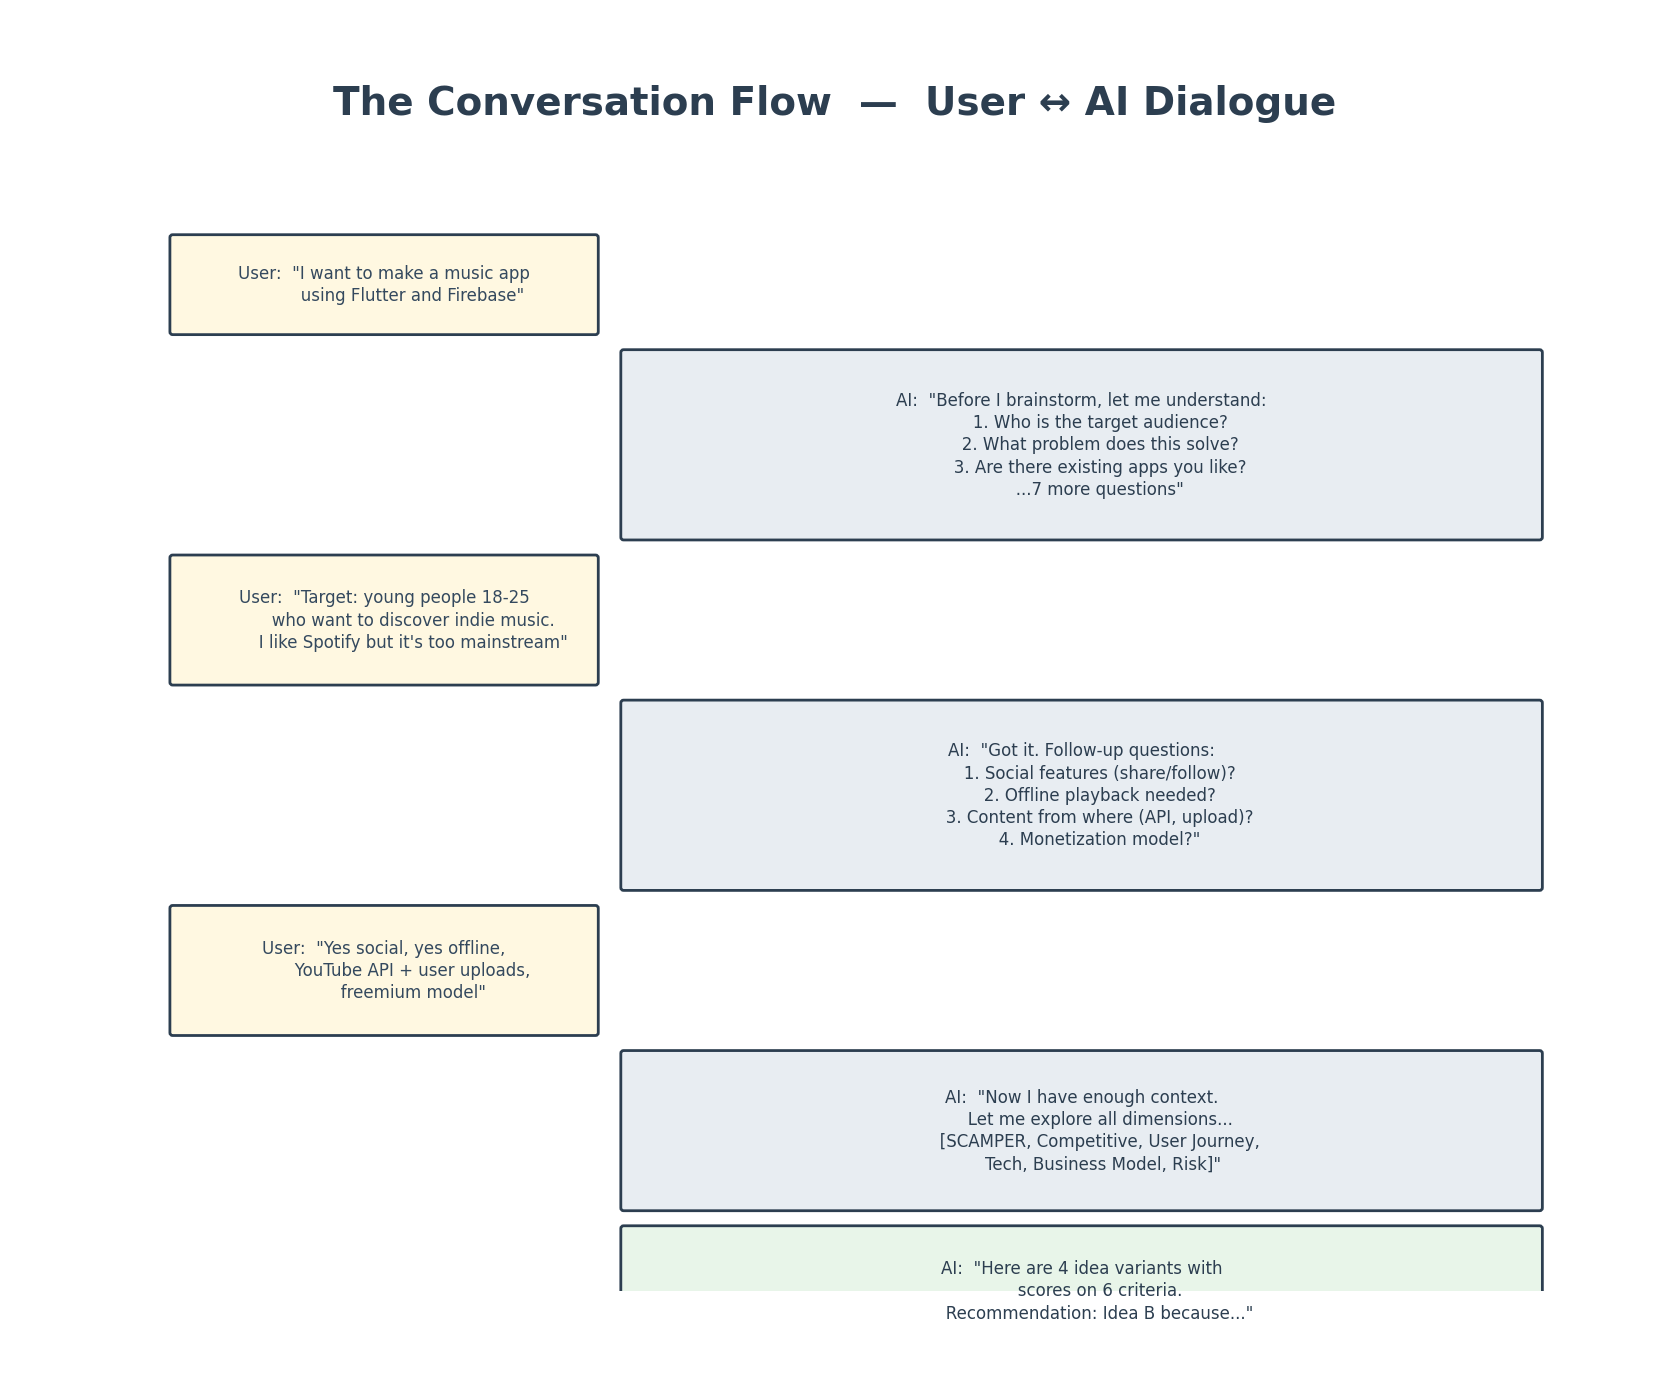 The Conversation Flow — User ↔ AI Dialogue
User: "I want to make a music app
using Flutter and Firebase"
AI: "Before I brainstorm, let me understand:
1. Who is the target audience?
2. What problem does this solve?
3. Are there existing apps you like?
...7 more questions"
User: "Target: young people 18-25
who want to discover indie music.
I like Spotify but it's too mainstream"
AI: "Got it. Follow-up questions:
1. Social features (share/follow)?
2. Offline playback needed?
3. Content from where (API, upload)?
4. Monetization model?"
User: "Yes social, yes offline,
YouTube API + user uploads,
freemium model"
AI: "Now I have enough context.
Let me explore all dimensions...
[SCAMPER, Competitive, User Journey,
Tech, Business Model, Risk]"
AI: "Here are 4 idea variants with
scores on 6 criteria.
Recommendation: Idea B because..."